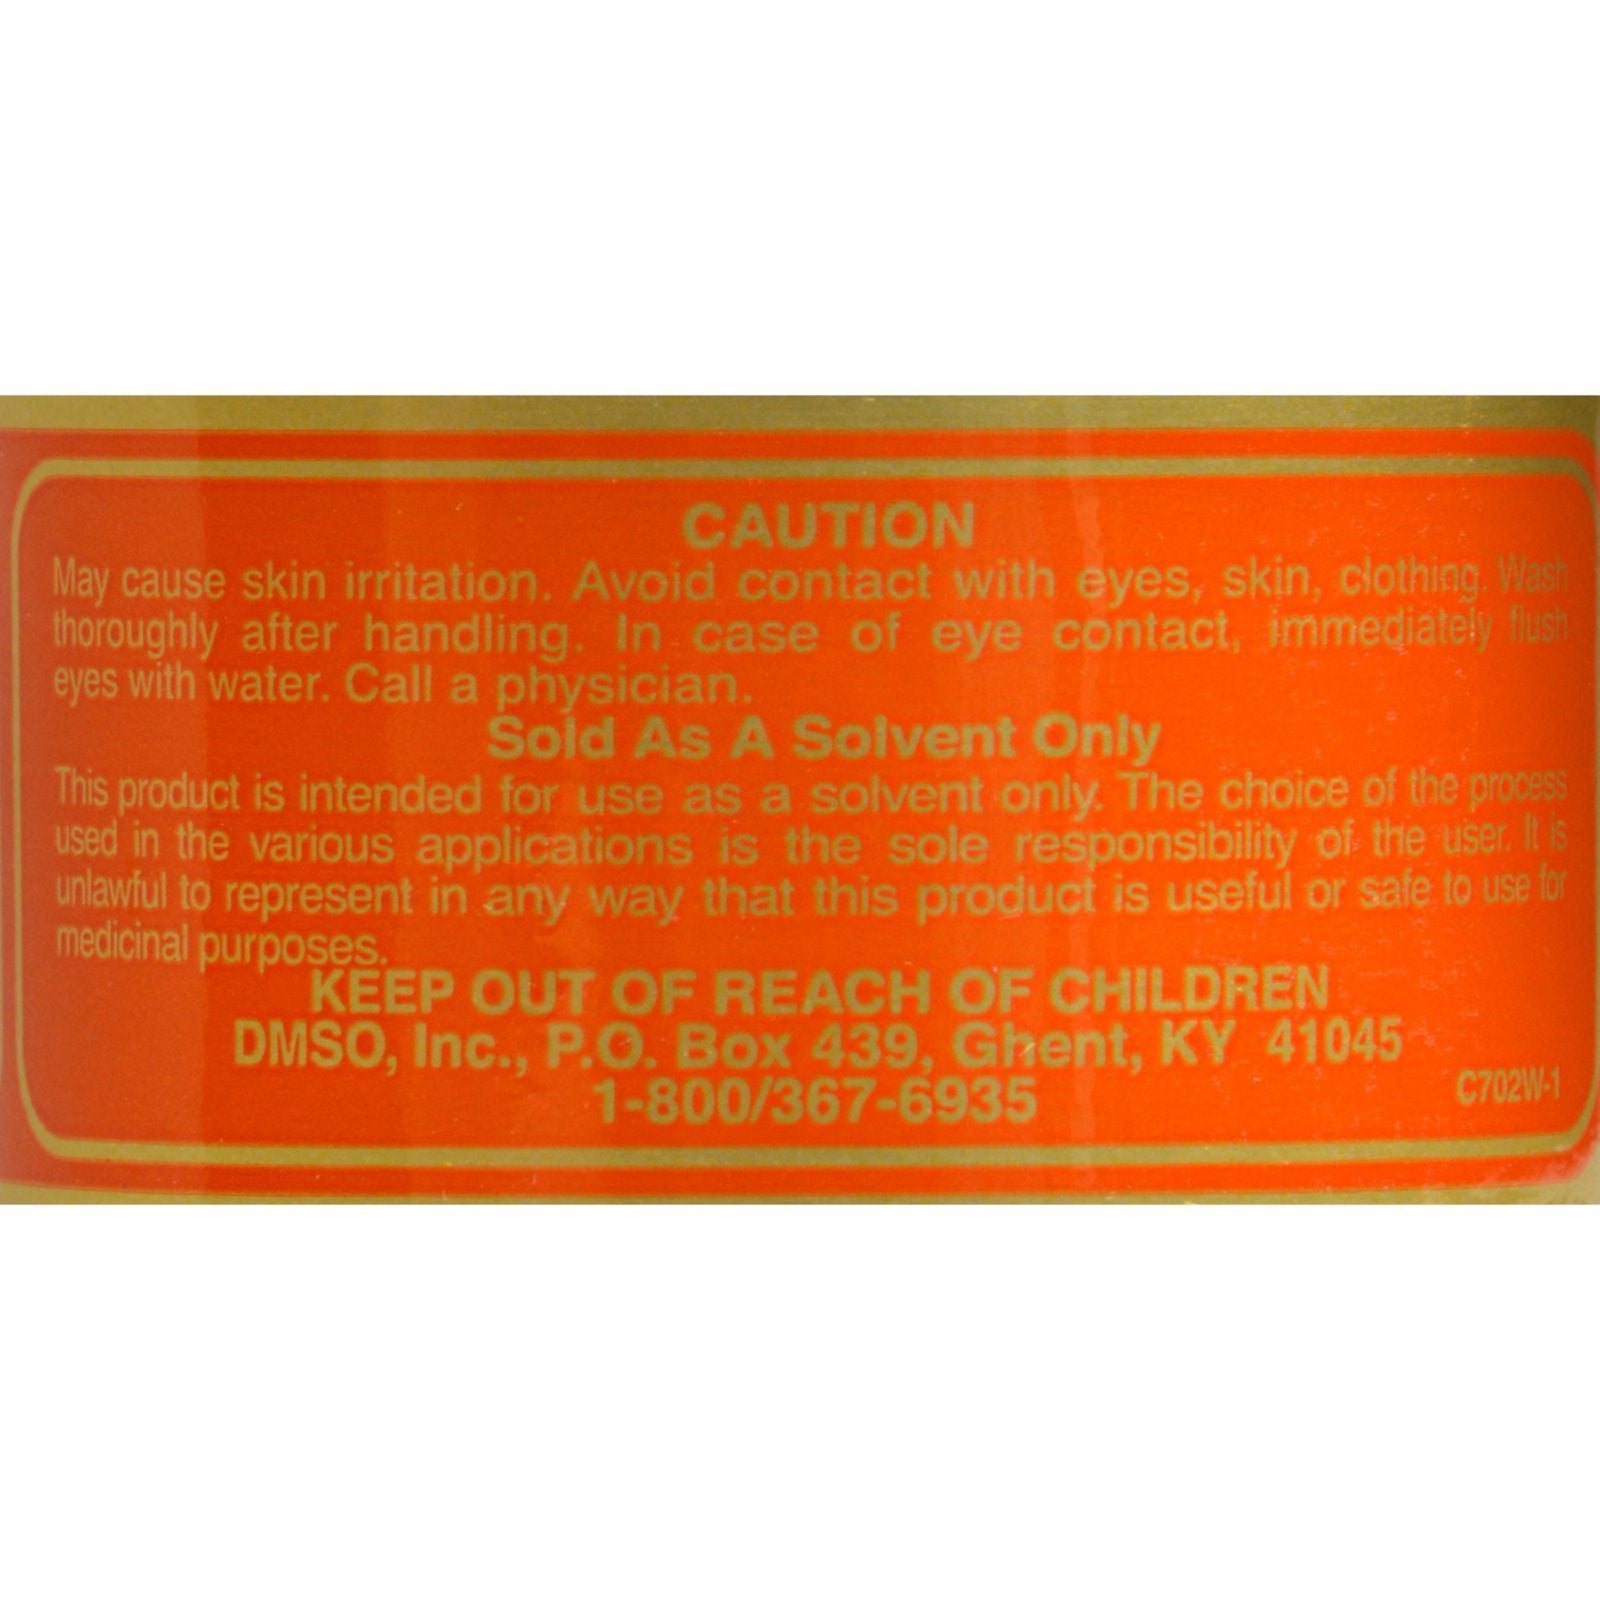 CAUTION
May cause skin irritation. Avoid contact with eyes, skin, clothing. Wash
thoroughly after handling. In case of eye contact, immediately flush
eyes with water. Call a physician.
Sold As A Solvent Only
This product is intended for use as a solvent only. The choice of the process
used in the various applications is the sole responsibility of the user. It is
unlawful to represent in any way that this product is useful or safe to use for
medicinal purposes.
KEEP OUT OF REACH OF CHILDREN
DMSO, Inc., P.O. Box 439, Ghent, KY 41045
1-800/367-6935
C702W-1